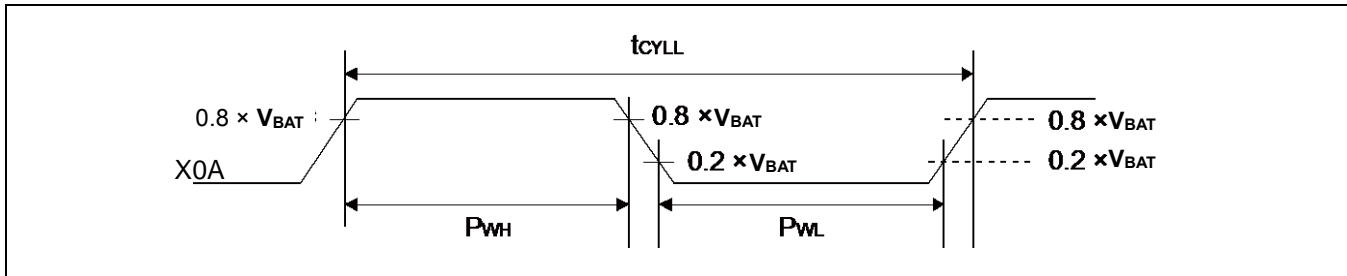 tCYLL
0.8 × VBAT
0.8 ×VBAT
0.8 ×VBAT
X0A
0.2 ×VBAT
0.2 ×VBAT
PWH
PWL